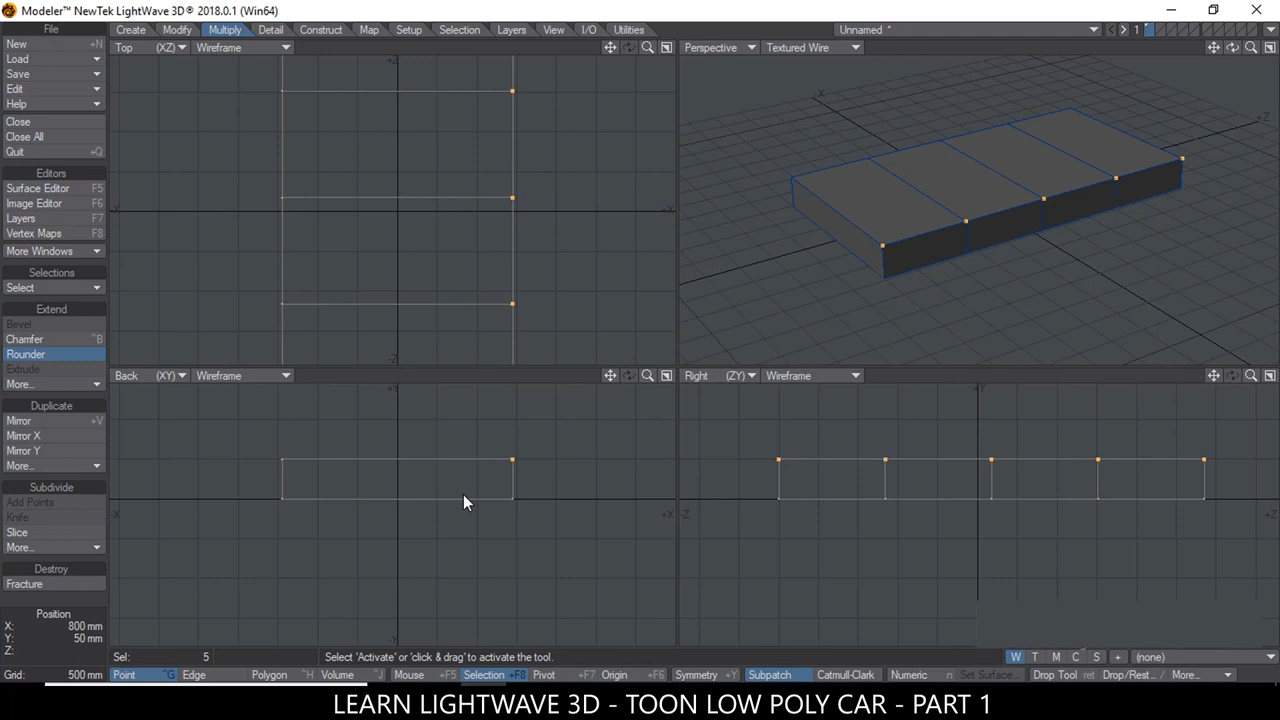 Modeler™ NewTek LightWave 3D® 2018.0.1 (Win64)
File Create Modify Multiply Detail Construct Map Setup Selection Layers View I/O Utilities Unnamed * 1
New +N
Load
Save
Edit
Help
Close
Close All
Quit +Q
Editors
Surface Editor F5
Image Editor F6
Layers F7
Vertex Maps F8
More Windows
Selections
Select
Extend
Bevel
Chamfer ^B
Rounder
Extrude
More...
Duplicate
Mirror +V
Mirror X
Mirror Y
More...
Subdivide
Add Points
Knife
Slice
More...
Destroy
Fracture
Position
X: 800 mm
Y: 50 mm
Z:
Grid: 500 mm
Top (XZ) Wireframe
+Z
-X +X
-Z
Perspective Textured Wire
-X
+Z
Back (XY) Wireframe
+Y
-X +X
-Y
Right (ZY) Wireframe
+Y
-Z +Z
Sel: 5 Select 'Activate' or 'click & drag' to activate the tool. W T M C S + (none)
Point ^G Edge Polygon ^H Volume ^J Mouse +F5 Selection +F8 Pivot +F7 Origin +F6 Symmetry +Y Subpatch Catmull-Clark Numeric n Set Surface... Drop Tool ret Drop/Rest... / More...
LEARN LIGHTWAVE 3D - TOON LOW POLY CAR - PART 1